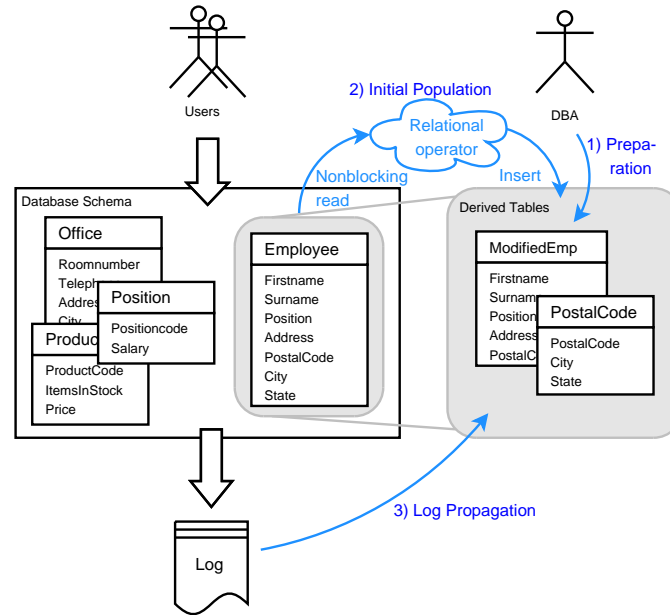 Users
DBA
2) Initial Population
Relational
operator
1) Prepa-
ration
Nonblocking
read
Insert
Database Schema
Office
Roomnumber
Teleph
Addres
City
Position
Positioncode
Salary
Produc
ProductCode
ItemsInStock
Price
Employee
Firstname
Surname
Position
Address
PostalCode
City
State
Derived Tables
ModifiedEmp
Firstname
Surname
Position
Address
PostalC
PostalCode
PostalCode
City
State
3) Log Propagation
Log